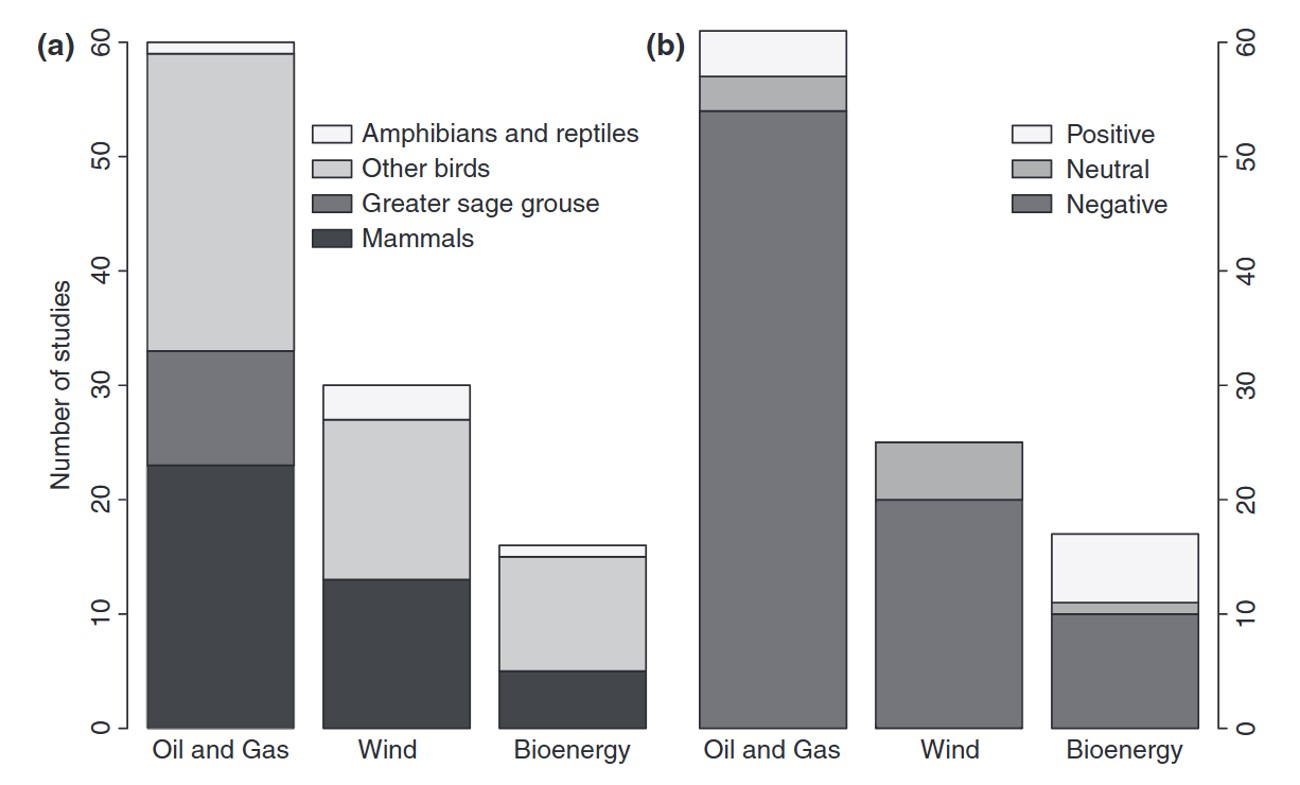 (a)
60
50
40
30
20
10
0
Number of studies
Amphibians and reptiles
Other birds
Greater sage grouse
Mammals
Oil and Gas Wind Bioenergy
(b)
Positive
Neutral
Negative
60
50
40
30
20
10
0
Oil and Gas Wind Bioenergy